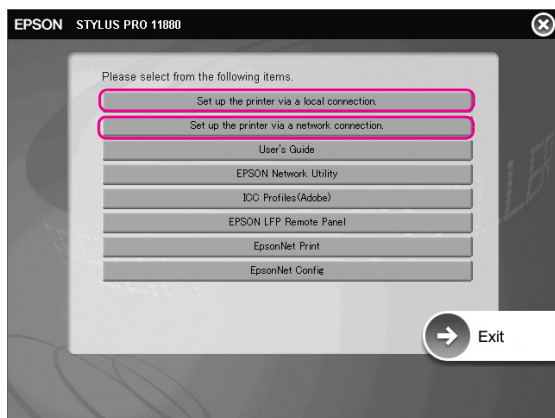 EPSON STYLUS PRO 11880
Please select from the following items.
Set up the printer via a local connection.
Set up the printer via a network connection.
User's Guide
EPSON Network Utility
ICC Profiles(Adobe)
EPSON LFP Remote Panel
EpsonNet Print
EpsonNet Config
Exit